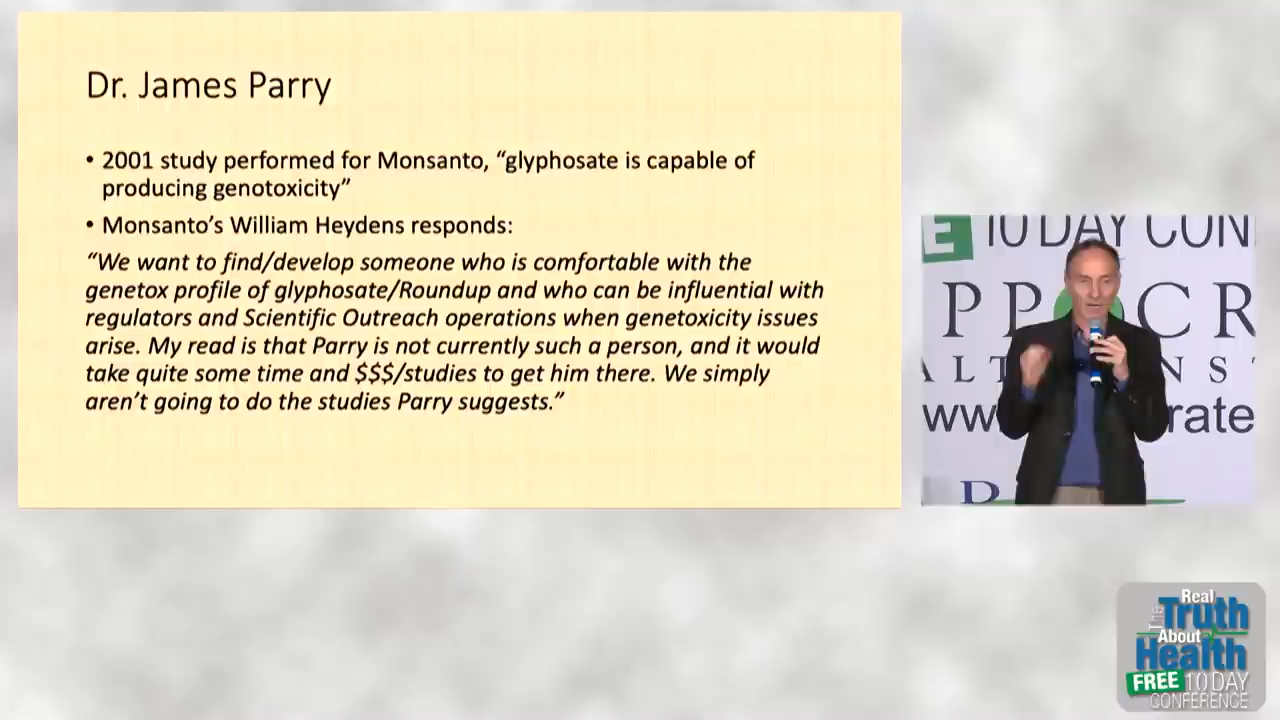 Dr. James Parry
• 2001 study performed for Monsanto, “glyphosate is capable of
producing genotoxicity”
• Monsanto’s William Heydens responds:
“We want to find/develop someone who is comfortable with the
genetox profile of glyphosate/Roundup and who can be influential with
regulators and Scientific Outreach operations when genotoxicity issues
arise. My read is that Parry is not currently such a person, and it would
take quite some time and $$$/studies to get him there. We simply
aren’t going to do the studies Parry suggests.”
E 10 DAY CON
P P O C R
A L T N S T
ww rate
The Real
Truth
About
Health
FREE 10 DAY
CONFERENCE